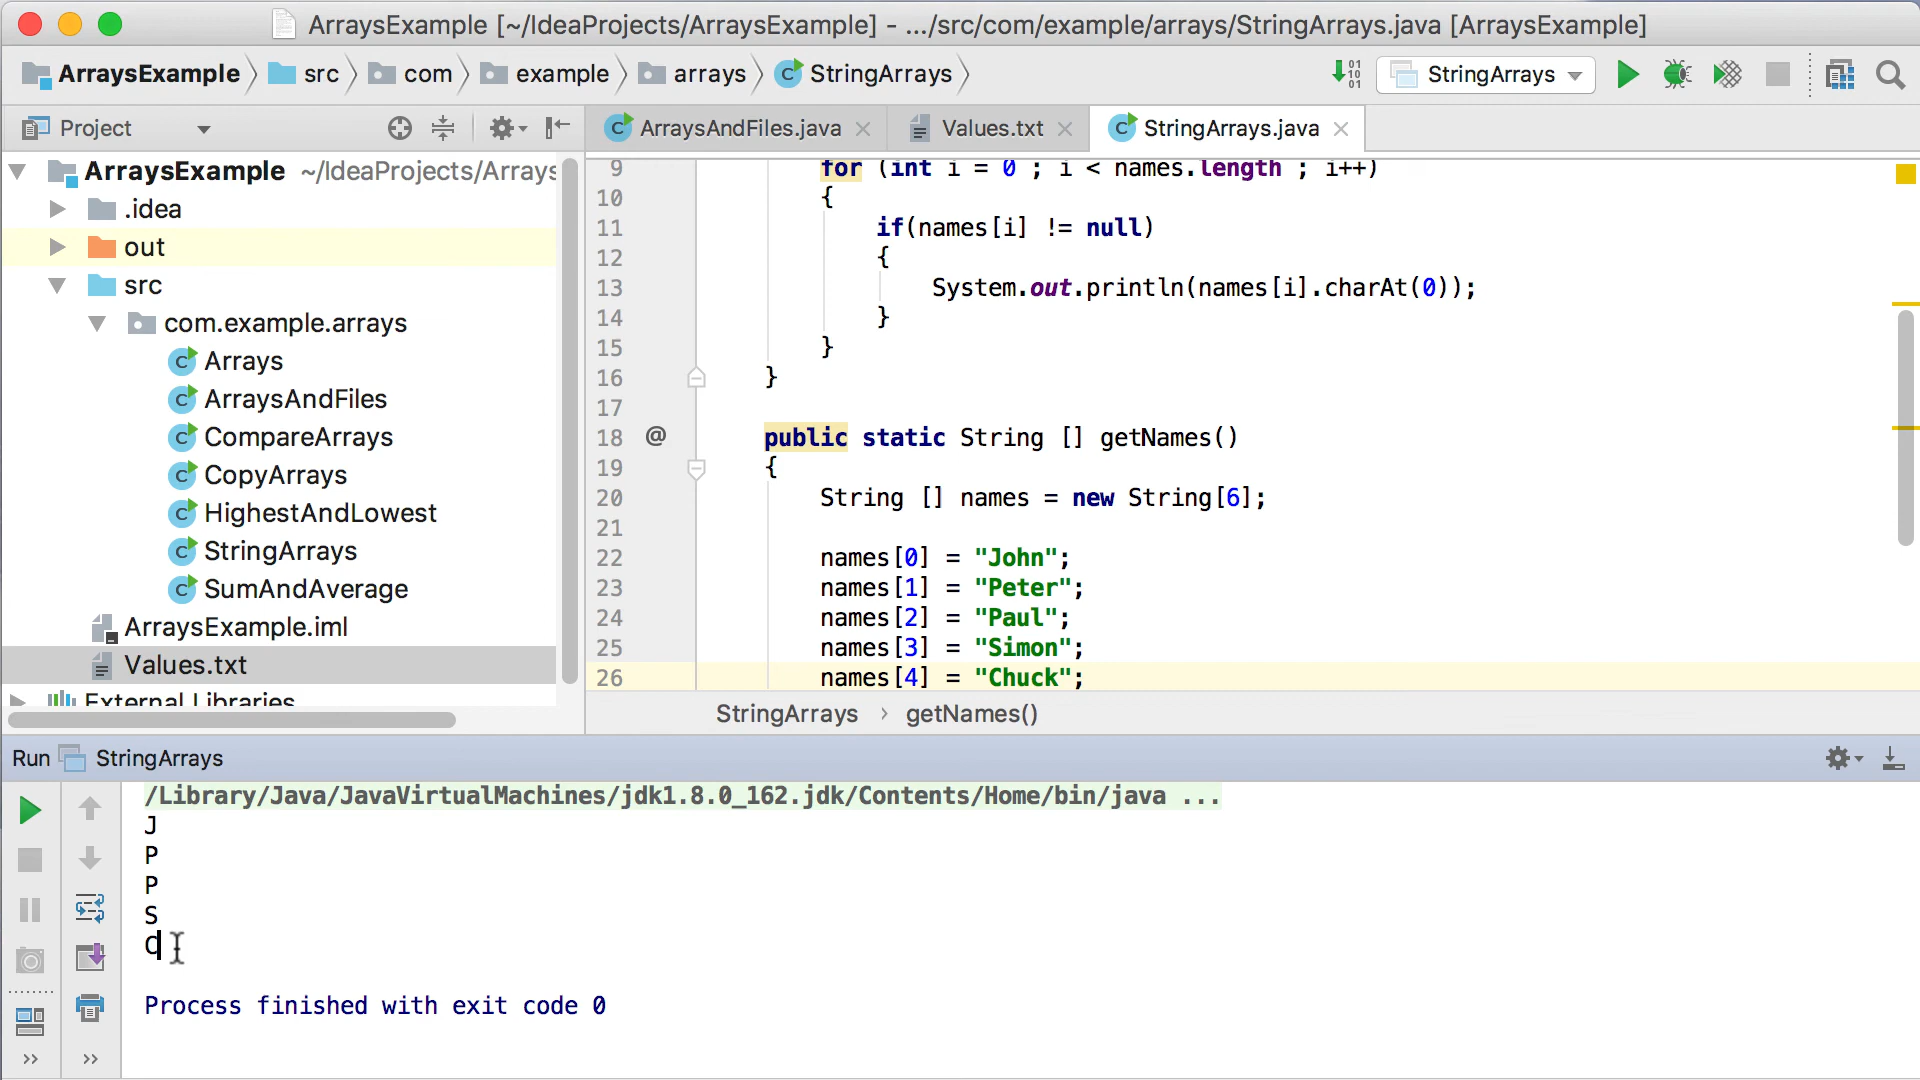 ArraysExample [~/IdeaProjects/ArraysExample] - .../src/com/example/arrays/StringArrays.java [ArraysExample]
ArraysExample src com example arrays StringArrays StringArrays
Project ArraysAndFiles.java Values.txt StringArrays.java
ArraysExample ~/IdeaProjects/Arrays
.idea
out
src
com.example.arrays
Arrays
ArraysAndFiles
CompareArrays
CopyArrays
HighestAndLowest
StringArrays
SumAndAverage
ArraysExample.iml
Values.txt
External Libraries
9 for (int i = 0 ; i < names.length ; i++)
10 {
11 if(names[i] != null)
12 {
13 System.out.println(names[i].charAt(0));
14 }
15 }
16 }
17
18 @ public static String [] getNames()
19 {
20 String [] names = new String[6];
21
22 names[0] = "John";
23 names[1] = "Peter";
24 names[2] = "Paul";
25 names[3] = "Simon";
26 names[4] = "Chuck";
StringArrays › getNames()
Run StringArrays
/Library/Java/JavaVirtualMachines/jdk1.8.0_162.jdk/Contents/Home/bin/java ...
J
P
P
S
C
Process finished with exit code 0